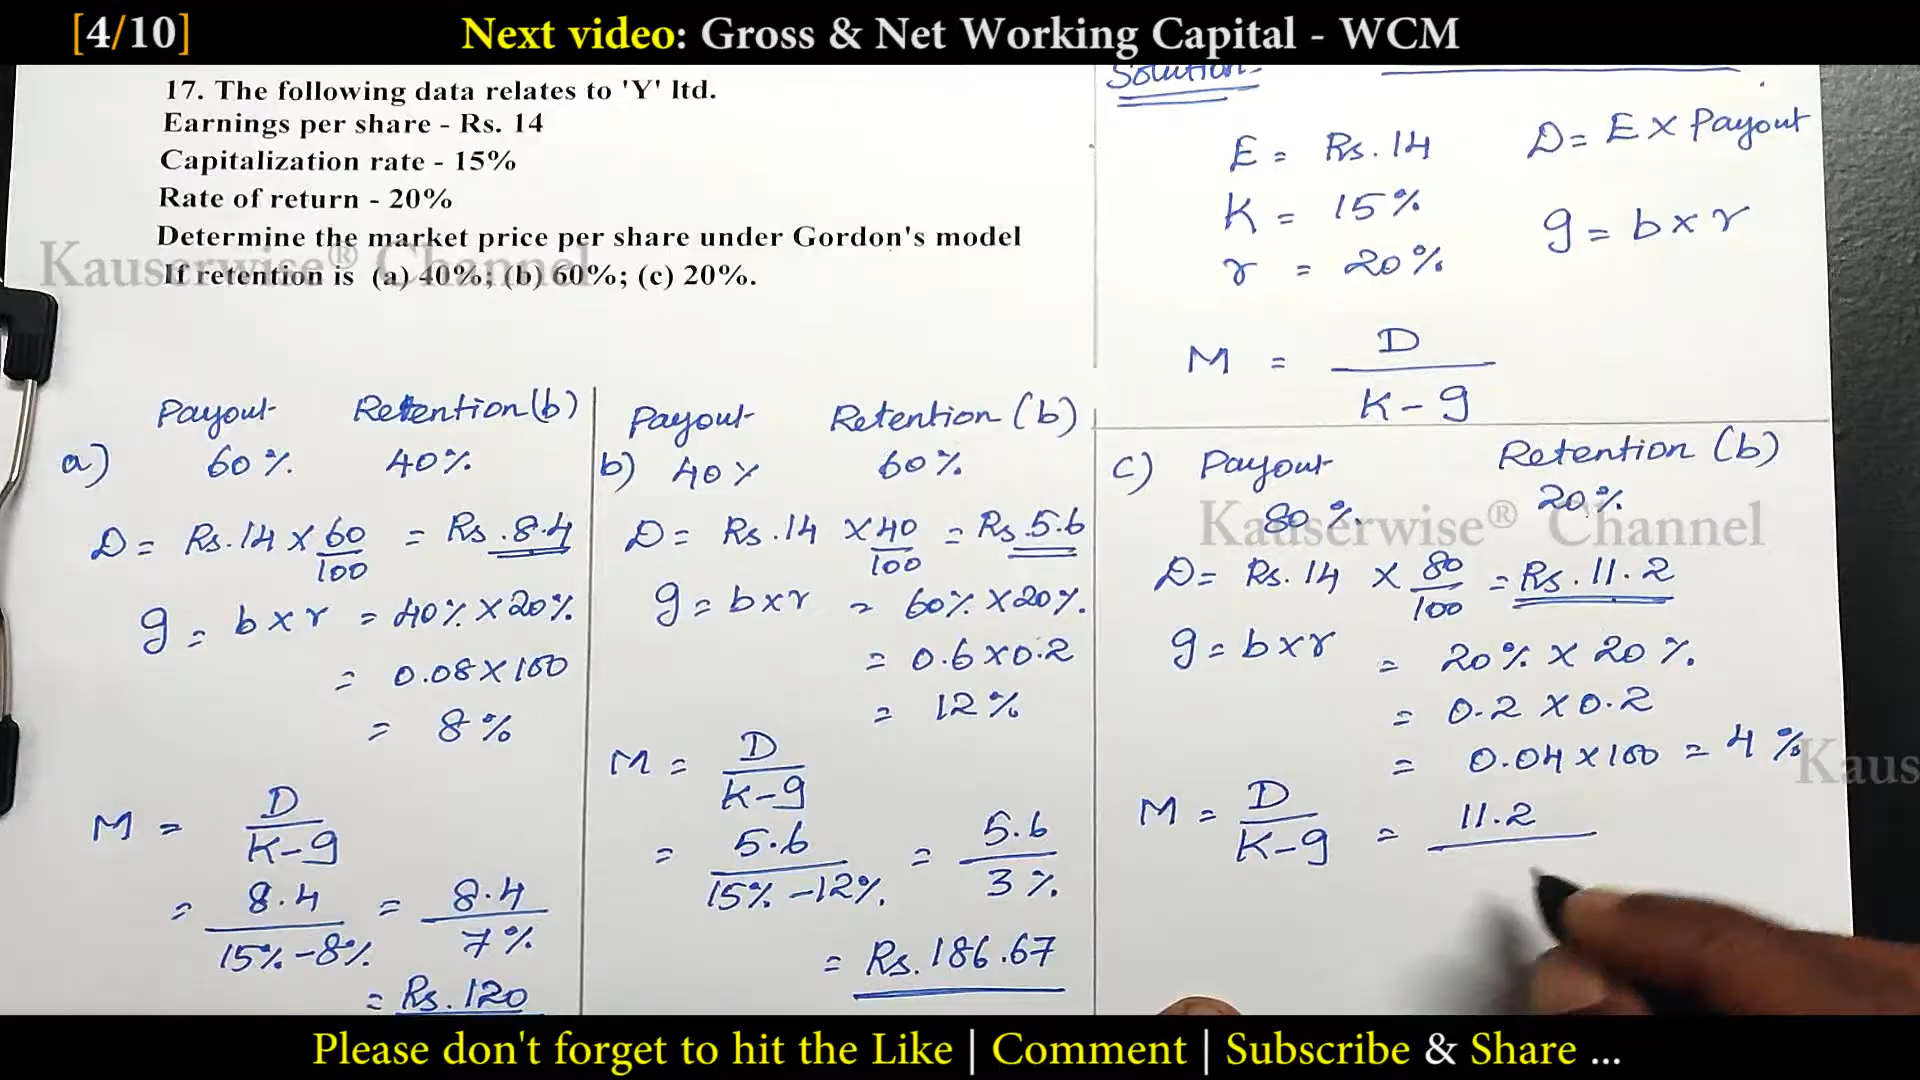 [4/10]
Next video: Gross & Net Working Capital - WCM
17. The following data relates to 'Y' ltd.
Earnings per share - Rs. 14
Capitalization rate - 15%
Rate of return - 20%
Determine the market price per share under Gordon's model
If retention is (a) 40%; (b) 60%; (c) 20%.
Kauserwise® Channel
Solution:-
E = Rs. 14
D = E × Payout
K = 15%
g = b × r
r = 20%
M = D / K - g
Payout Retention (b)
a) 60% 40%
D = Rs. 14 × 60/100 = Rs. 8.4
g = b × r = 40% × 20%
= 0.08 × 100
= 8%
M = D / K - g
= 8.4 / 15% - 8% = 8.4 / 7%
= Rs. 120
Payout Retention (b)
b) 40% 60%
D = Rs. 14 × 40/100 = Rs 5.6
g = b × r = 60% × 20%.
= 0.6 × 0.2
= 12%
M = D / K - g
= 5.6 / 15% - 12% = 5.6 / 3%
= Rs. 186.67
c) Payout Retention (b)
80% 20%
Kauserwise® Channel
D = Rs. 14 × 80/100 = Rs. 11.2
g = b × r = 20% × 20%.
= 0.2 × 0.2
= 0.04 × 100 = 4%
Kaus
M = D / K - g = 11.2
Please don't forget to hit the Like | Comment | Subscribe & Share ...